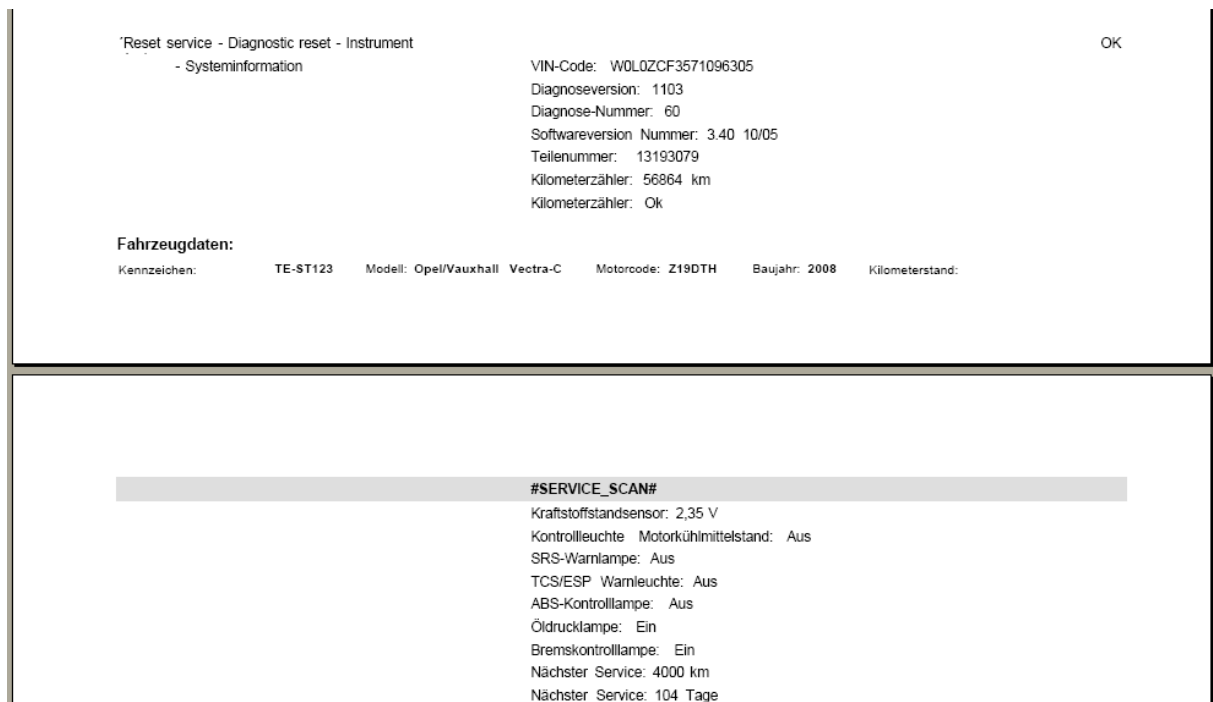 'Reset service - Diagnostic reset - Instrument OK
- Systeminformation VIN-Code: W0L0ZCF3571096305
Diagnoseversion: 1103
Diagnose-Nummer: 60
Softwareversion Nummer: 3.40 10/05
Teilenummer: 13193079
Kilometerzähler: 56864 km
Kilometerzähler: Ok
Fahrzeugdaten:
Kennzeichen: TE-ST123 Modell: Opel/Vauxhall Vectra-C Motorcode: Z19DTH Baujahr: 2008 Kilometerstand:
#SERVICE_SCAN#
Kraftstoffstandsensor: 2,35 V
Kontrollleuchte Motorkühlmittelstand: Aus
SRS-Warnlampe: Aus
TCS/ESP Warnleuchte: Aus
ABS-Kontrolllampe: Aus
Öldrucklampe: Ein
Bremskontrolllampe: Ein
Nächster Service: 4000 km
Nächster Service: 104 Tage